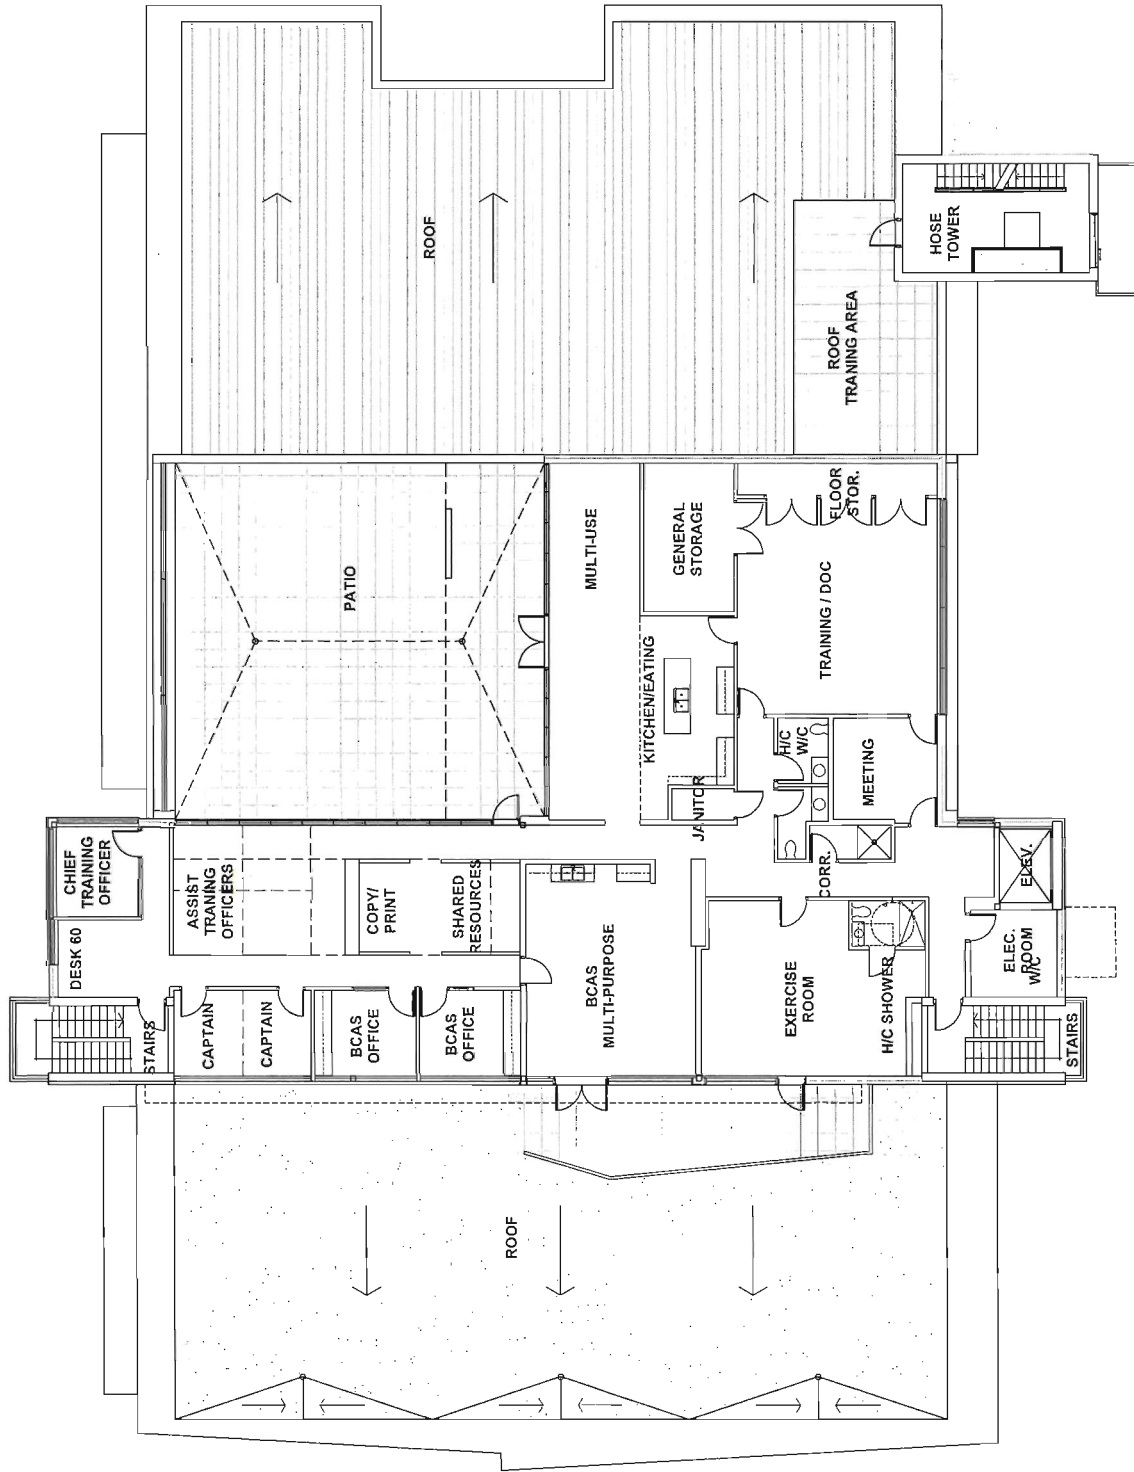 ROOF
HOSE
TOWER
ROOF
TRANING AREA
PATIO
MULTI-USE
GENERAL
STORAGE
FLOOR
STOR.
TRAINING / DOC
KITCHEN/EATING
H/C
W/C
MEETING
JANITOR
CORR.
ELEV.
CHIEF
TRAINING
OFFICER
ASSIST
TRANING
OFFICERS
COPY/
PRINT
SHARED
RESOURCES
DESK 60
BCAS
MULTI-PURPOSE
EXERCISE
ROOM
H/C SHOWER
ELEC.
ROOM
W/C
STAIRS
CAPTAIN
CAPTAIN
BCAS
OFFICE
BCAS
OFFICE
STAIRS
ROOF